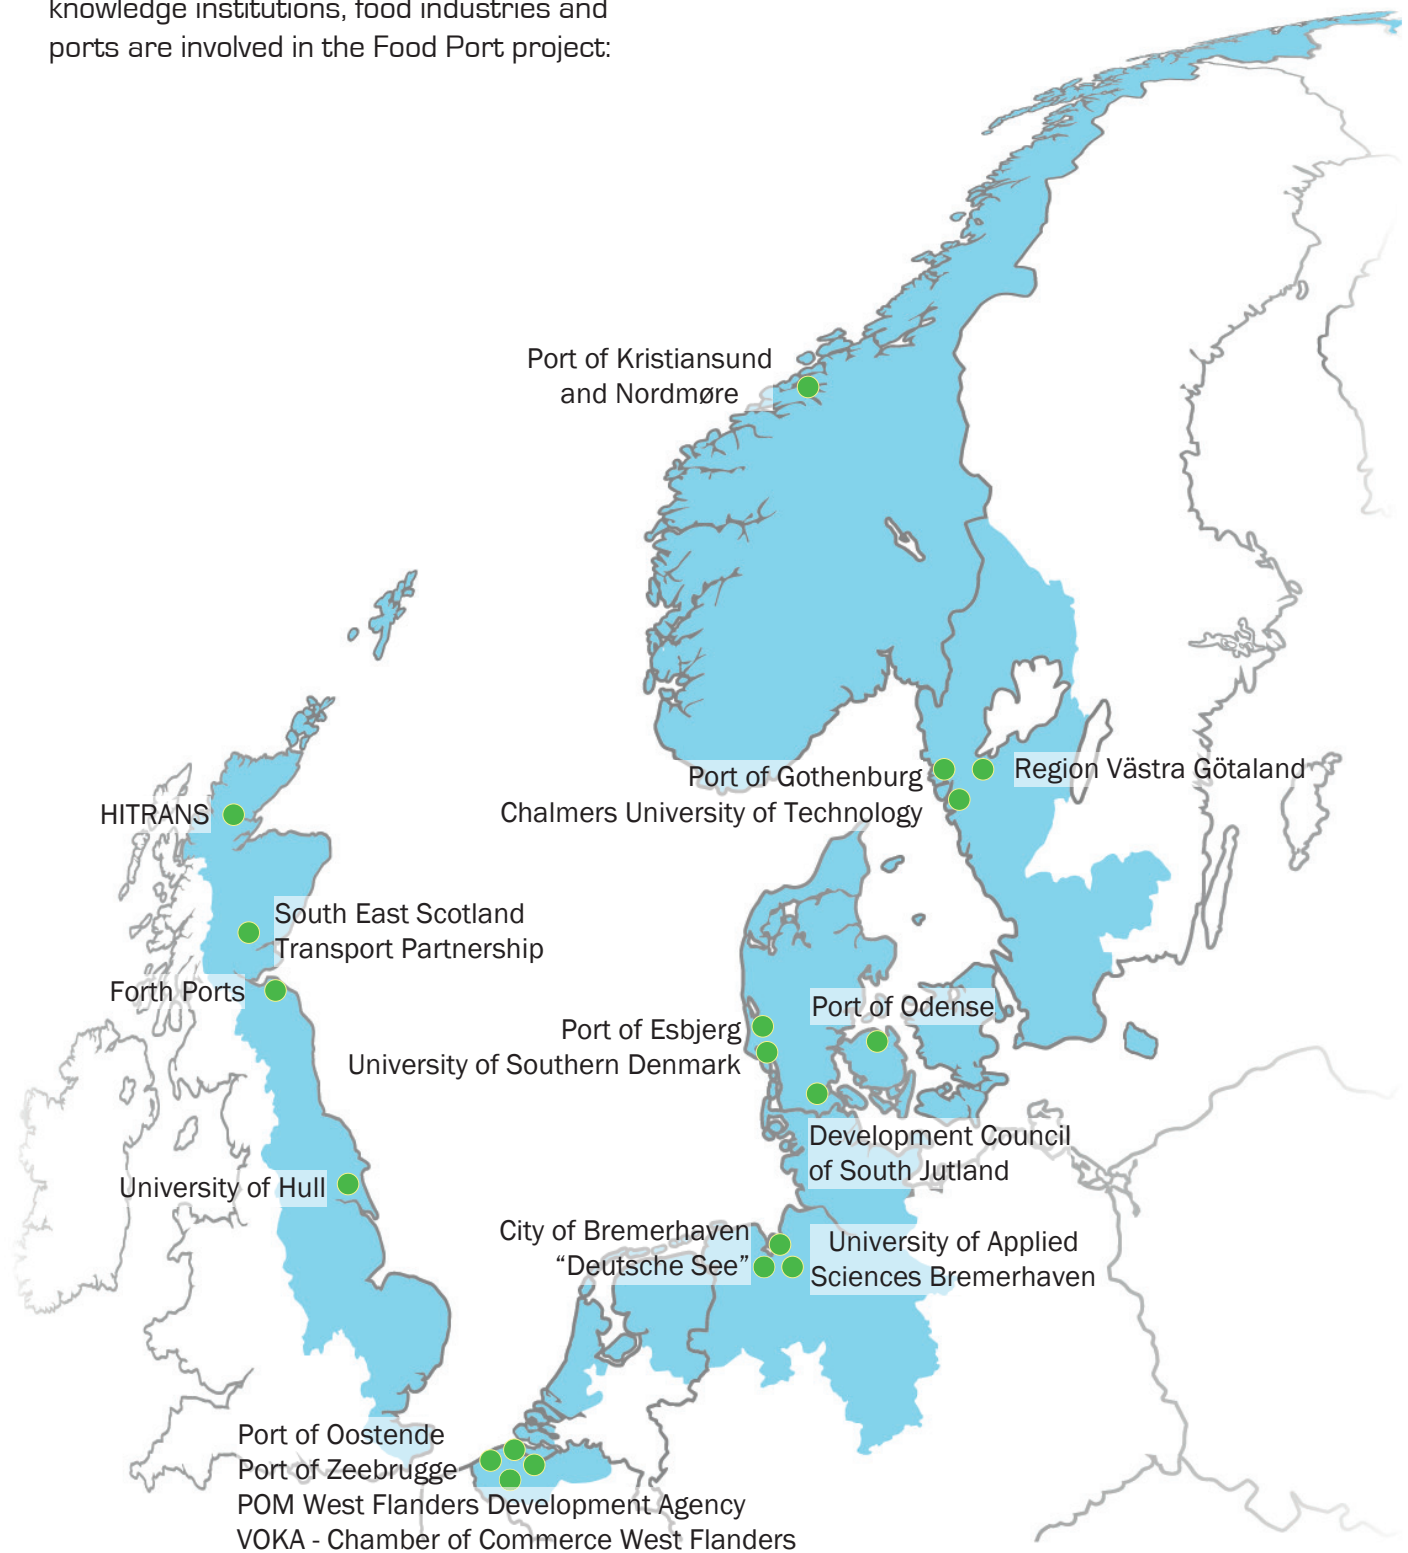 knowledge institutions, food industries and
ports are involved in the Food Port project:
Port of Kristiansund
and Nordmøre
Port of Gothenburg
Chalmers University of Technology
Region Västra Götaland
HITRANS
South East Scotland
Transport Partnership
Forth Ports
Port of Odense
Port of Esbjerg
University of Southern Denmark
Development Council
of South Jutland
University of Hull
City of Bremerhaven
“Deutsche See”
University of Applied
Sciences Bremerhaven
Port of Oostende
Port of Zeebrugge
POM West Flanders Development Agency
VOKA - Chamber of Commerce West Flanders